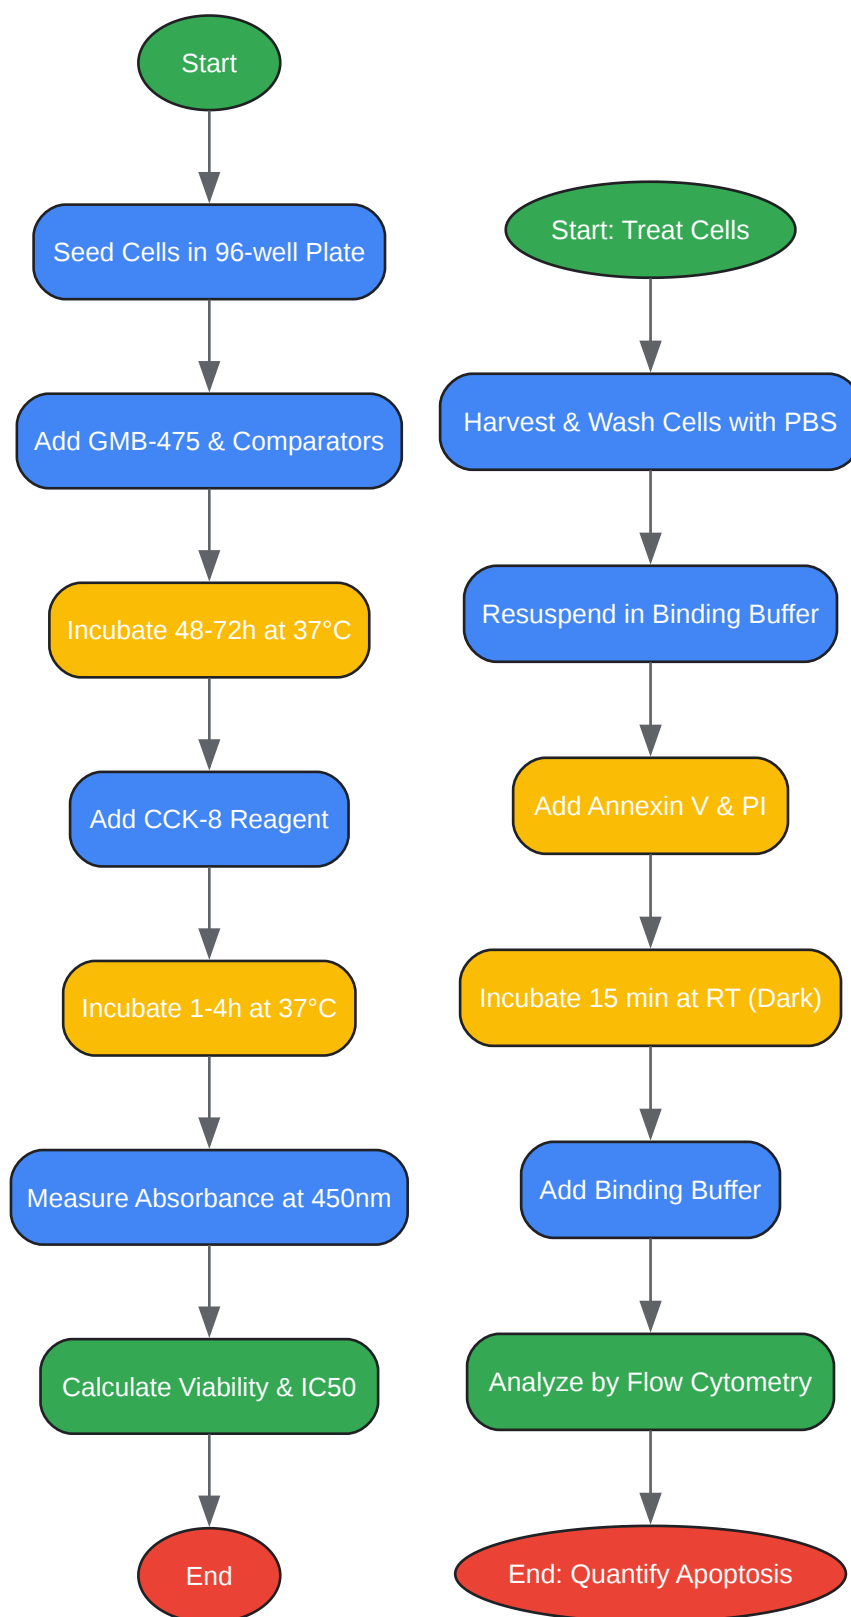 Start
Seed Cells in 96-well Plate
Add GMB-475 & Comparators
Incubate 48-72h at 37°C
Add CCK-8 Reagent
Incubate 1-4h at 37°C
Measure Absorbance at 450nm
Calculate Viability & IC50
End
Start: Treat Cells
Harvest & Wash Cells with PBS
Resuspend in Binding Buffer
Add Annexin V & PI
Incubate 15 min at RT (Dark)
Add Binding Buffer
Analyze by Flow Cytometry
End: Quantify Apoptosis